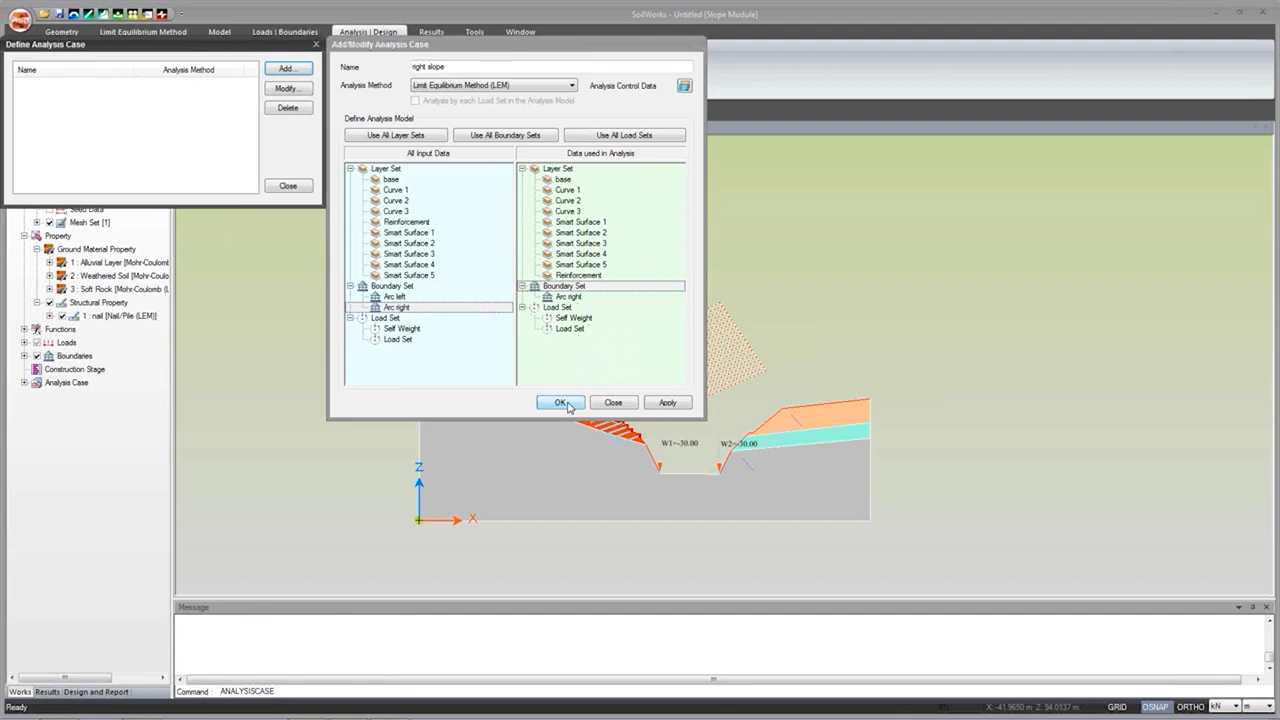 SoilWorks - Untitled [Slope Module]
Geometry
Limit Equilibrium Method
Model
Loads | Boundaries
Analysis | Design
Results
Tools
Window
Define Analysis Case
Name
Analysis Method
Add...
Modify...
Delete
Close
Add/Modify Analysis Case
Name
right slope
Analysis Method
Limit Equilibrium Method (LEM)
Analysis Control Data
Analysis by each Load Set in the Analysis Model
Define Analysis Model
Use All Layer Sets
Use All Boundary Sets
Use All Load Sets
All Input Data
Layer Set
base
Curve 1
Curve 2
Curve 3
Reinforcement
Smart Surface 1
Smart Surface 2
Smart Surface 3
Smart Surface 4
Smart Surface 5
Boundary Set
Arc left
Arc right
Load Set
Self Weight
Load Set
Data used in Analysis
Layer Set
base
Curve 1
Curve 2
Curve 3
Smart Surface 1
Smart Surface 2
Smart Surface 3
Smart Surface 4
Smart Surface 5
Reinforcement
Boundary Set
Arc right
Load Set
Self Weight
Load Set
OK
Close
Apply
Seed Data
Mesh Set [1]
Property
Ground Material Property
1 : Alluvial Layer [Mohr-Coulomb
2 : Weathered Soil [Mohr-Coulo
3 : Soft Rock [Mohr-Coulomb (L
Structural Property
1 : nail [Nail/Pile (LEM)]
Functions
Loads
Boundaries
Construction Stage
Analysis Case
W1=-30.00
W2=-30.00
Z
X
Message
Works
Results
Design and Report
Command : ANALYSISCASE
Ready
X: -41.9650 m Z: 94.0137 m
GRID
OSNAP
ORTHO
kN
m